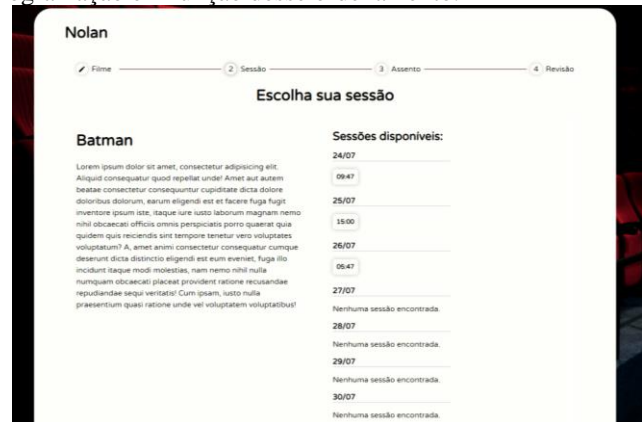 Nolan
Filme
2 Sessão
3 Assento
4 Revisão
Escolha sua sessão
Batman
Lorem ipsum dolor sit amet, consectetur adipisicing elit.
Aliquid consequatur quod repellat unde! Amet aut autem
beatae consectetur consequuntur cupiditate dicta dolore
doloribus dolorum, earum eligendi est et facere fuga fugit
inventore ipsum iste, itaque iure iusto laborum magnam nemo
nihil obcaecati officiis omnis perspiciatis porro quaerat quia
quidem quis reiciendis sint tempore tenetur vero voluptates
voluptatum? A, amet animi consectetur consequatur cumque
deserunt dicta distinctio eligendi est eum eveniet, fuga illo
incidunt itaque modi molestias, nam nemo nihil nulla
numquam obcaecati placeat provident ratione recusandae
repudiandae sequi veritatis! Cum ipsam, iusto nulla
praesentium quasi ratione unde vel voluptatem voluptatibus!
Sessões disponíveis:
24/07
09:47
25/07
15:00
26/07
05:47
27/07
Nenhuma sessão encontrada.
28/07
Nenhuma sessão encontrada.
29/07
Nenhuma sessão encontrada.
30/07
Nenhuma sessão encontrada.